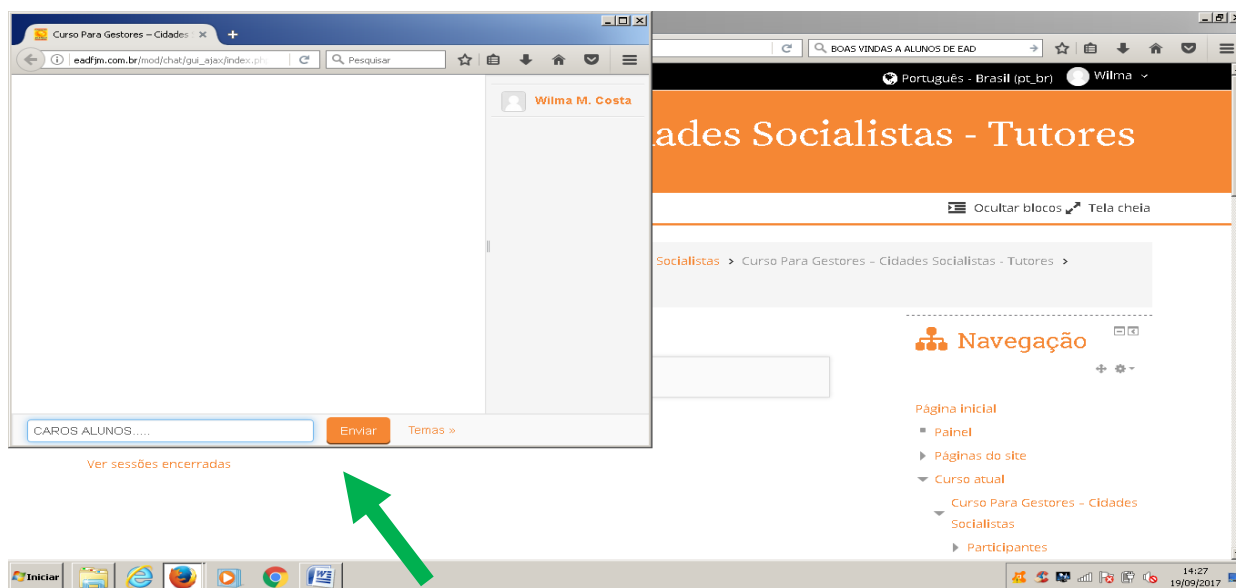 Curso Para Gestores – Cidades
eadfjm.com.br/mod/chat/gui_ajax/index.ph
Pesquisar
Wilma M. Costa
CAROS ALUNOS.....
Enviar
Temas »
BOAS VINDAS A ALUNOS DE EAD
Português - Brasil (pt_br)
Wilma
ades Socialistas - Tutores
Ocultar blocos
Tela cheia
Socialistas > Curso Para Gestores – Cidades Socialistas - Tutores >
Navegação
Página inicial
Painel
Páginas do site
Curso atual
Curso Para Gestores – Cidades
Socialistas
Participantes
Ver sessões encerradas
Iniciar
14:27
19/09/2017